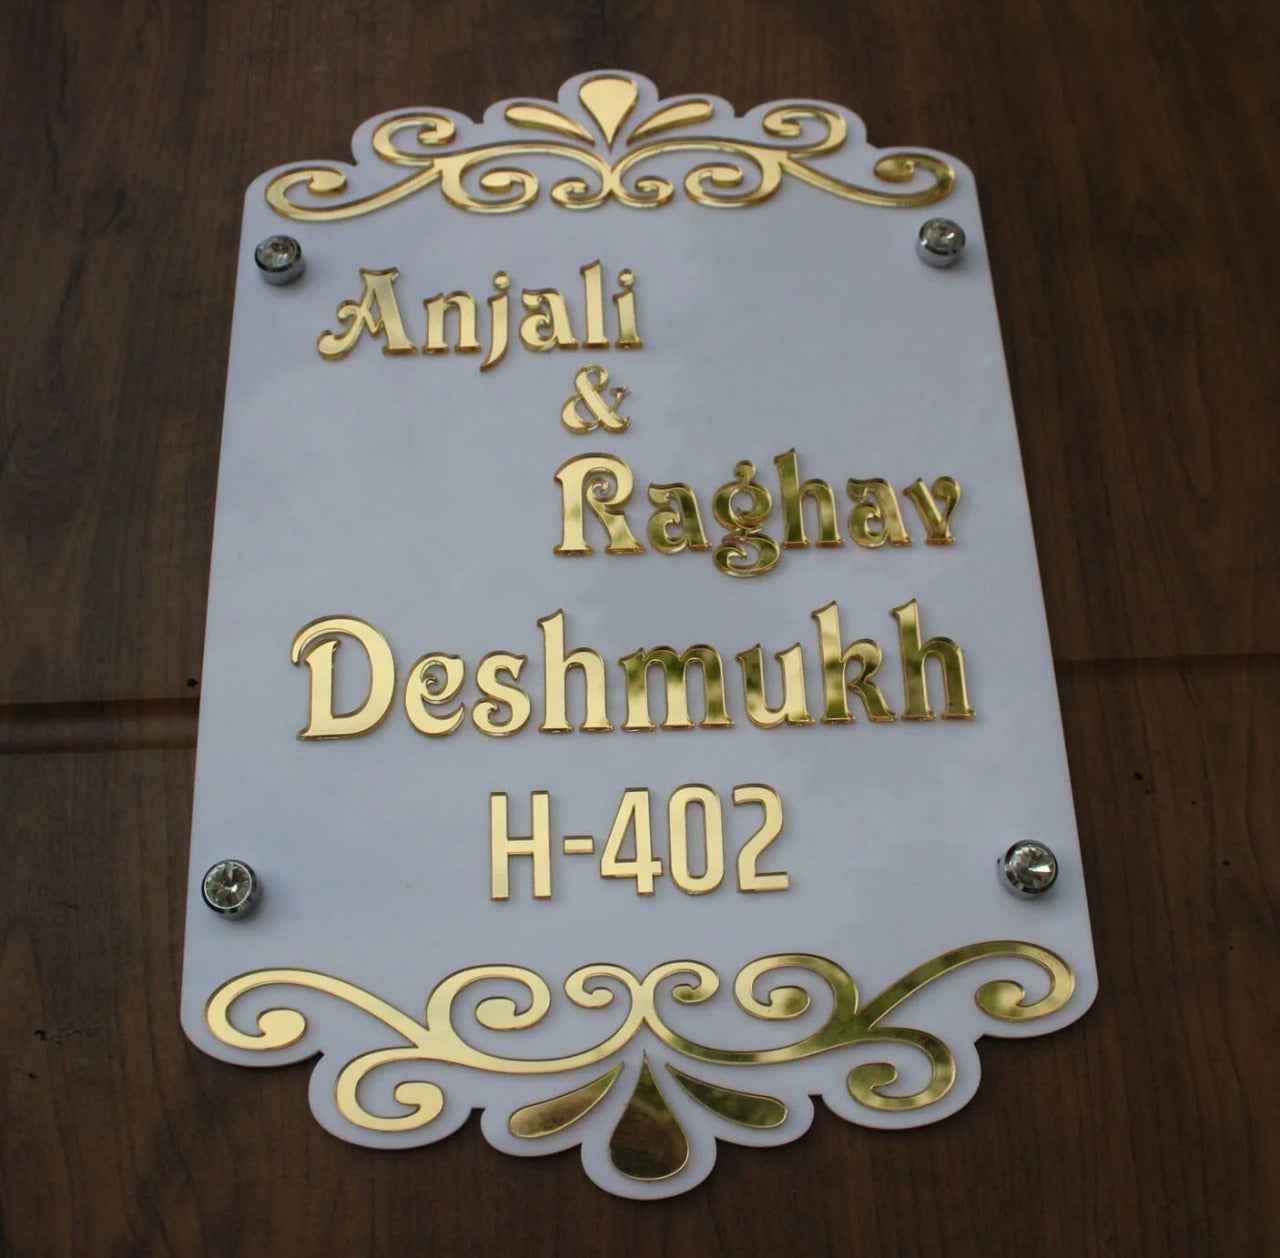 Anjali
&
Raghav
Deshmukh
H-402